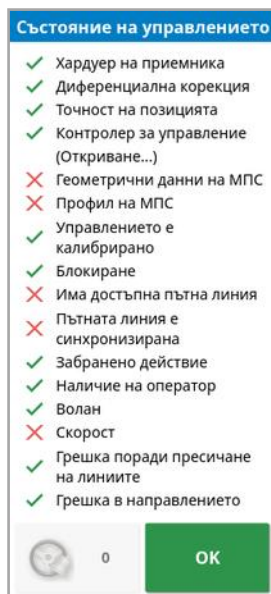 Състояние на управлението
Хардуер на приемника
Диференциална корекция
Точност на позицията
Контролер за управление
(Откриване...)
Геометрични данни на МПС
Профил на МПС
Управлението е
калибрирано
Блокиране
Има достъпна пътна линия
Пътната линия е
синхронизирана
Забранено действие
Наличие на оператор
Волан
Скорост
Грешка поради пресичане
на линиите
Грешка в направлението
0
OK